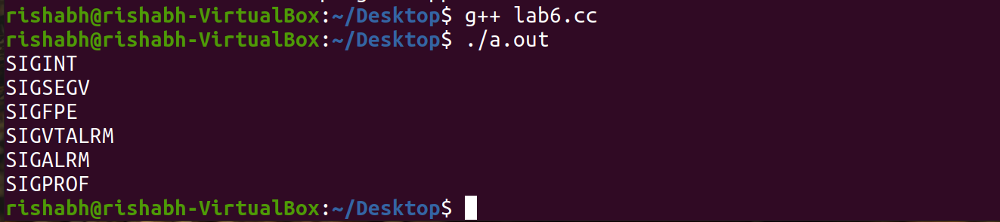 rishabh@rishabh-VirtualBox:~/Desktop$ g++ lab6.cc
rishabh@rishabh-VirtualBox:~/Desktop$ ./a.out
SIGINT
SIGSEGV
SIGFPE
SIGVTALRM
SIGALRM
SIGPROF
rishabh@rishabh-VirtualBox:~/Desktop$